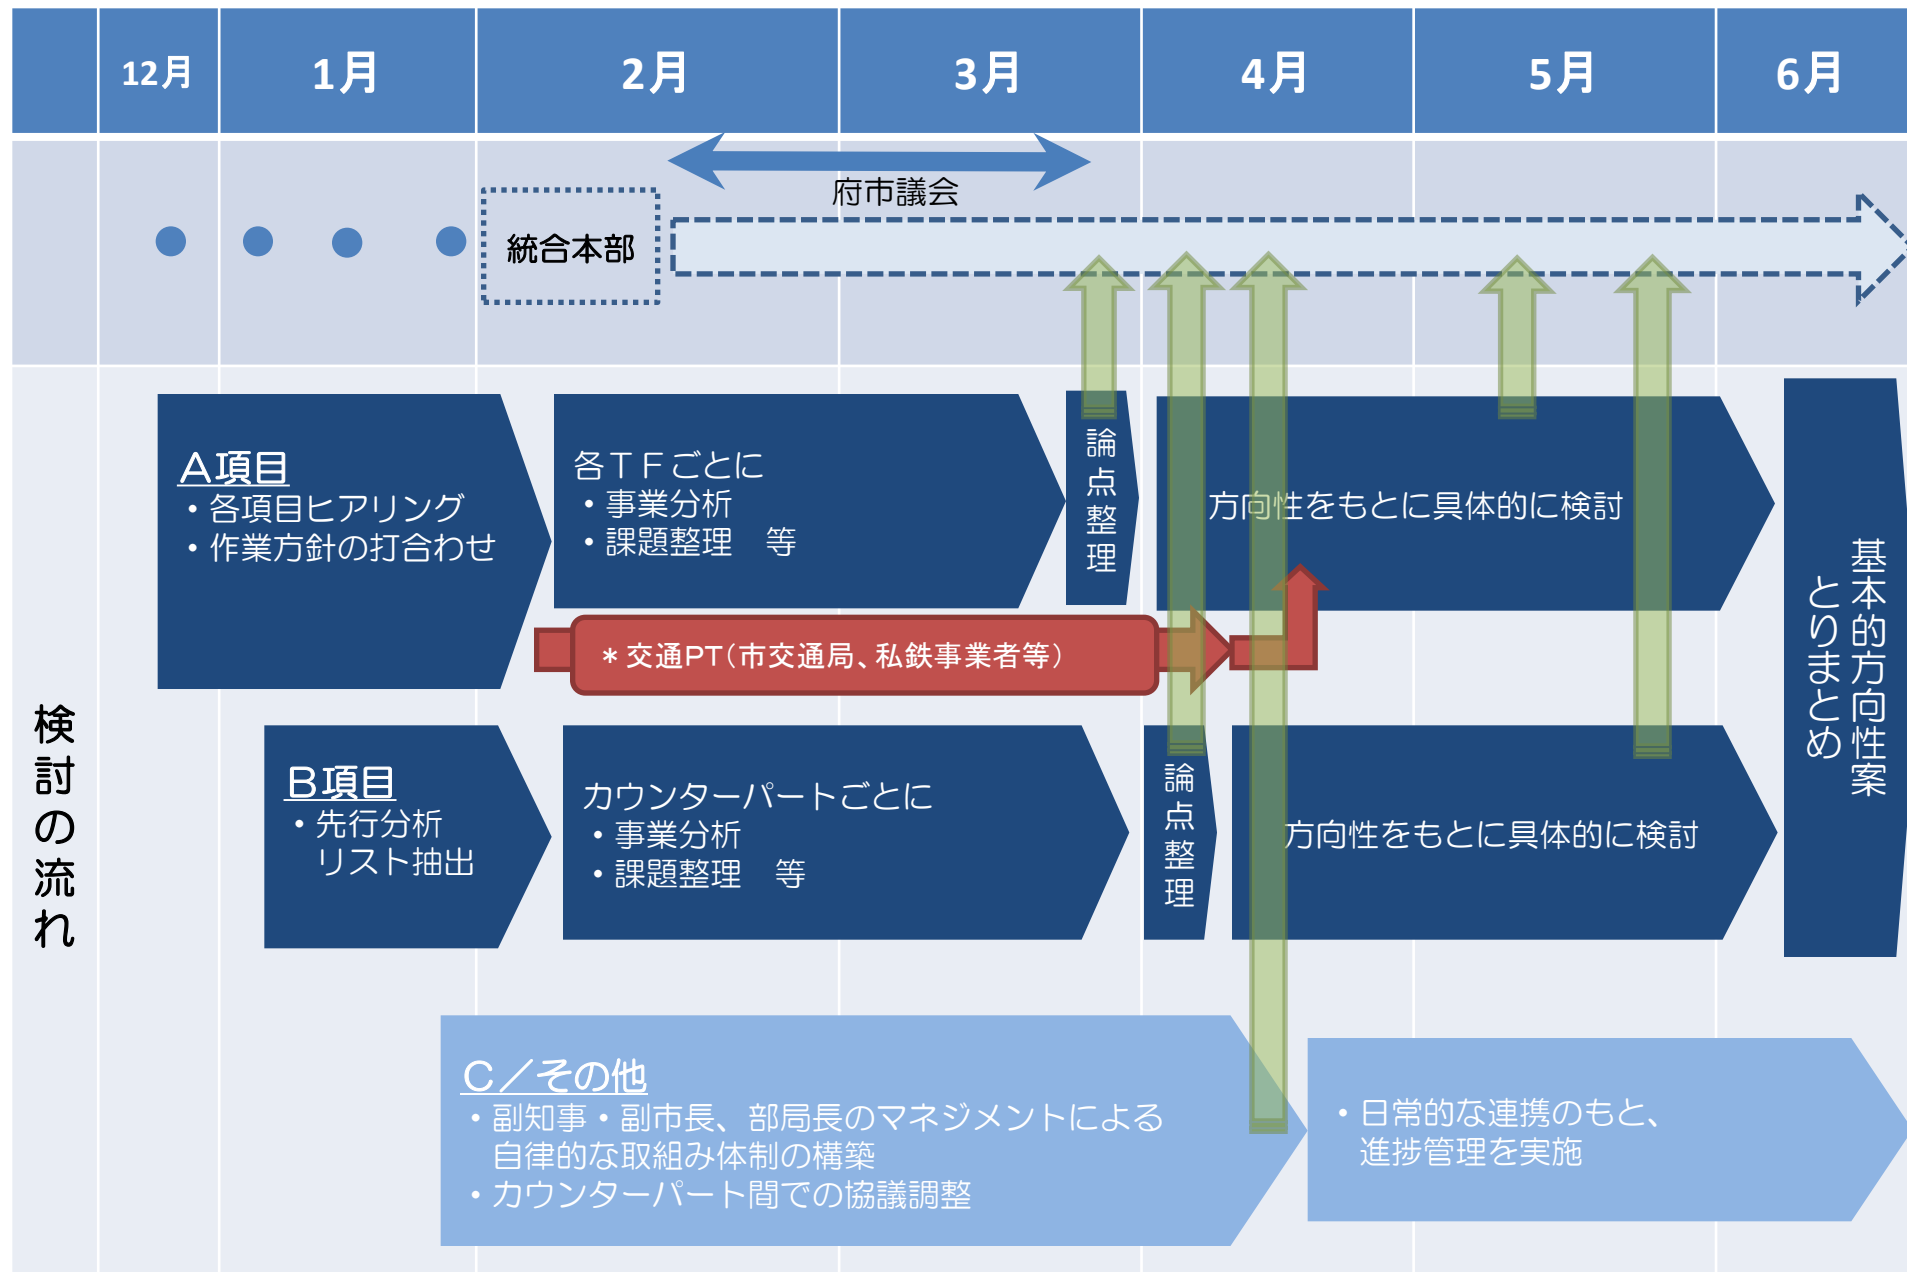 12月
1月
2月
3月
4月
5月
6月
府市議会
統合本部
検討の流れ
Ａ項目
・各項目ヒアリング
・作業方針の打合わせ
各ＴＦごとに
・事業分析
・課題整理　等
論点整理
方向性をもとに具体的に検討
＊交通PT（市交通局、私鉄事業者等）
Ｂ項目
・先行分析
リスト抽出
カウンターパートごとに
・事業分析
・課題整理　等
論点整理
方向性をもとに具体的に検討
基本的方向性案
とりまとめ
Ｃ／その他
・副知事・副市長、部局長のマネジメントによる
自律的な取組み体制の構築
・カウンターパート間での協議調整
・日常的な連携のもと、
進捗管理を実施